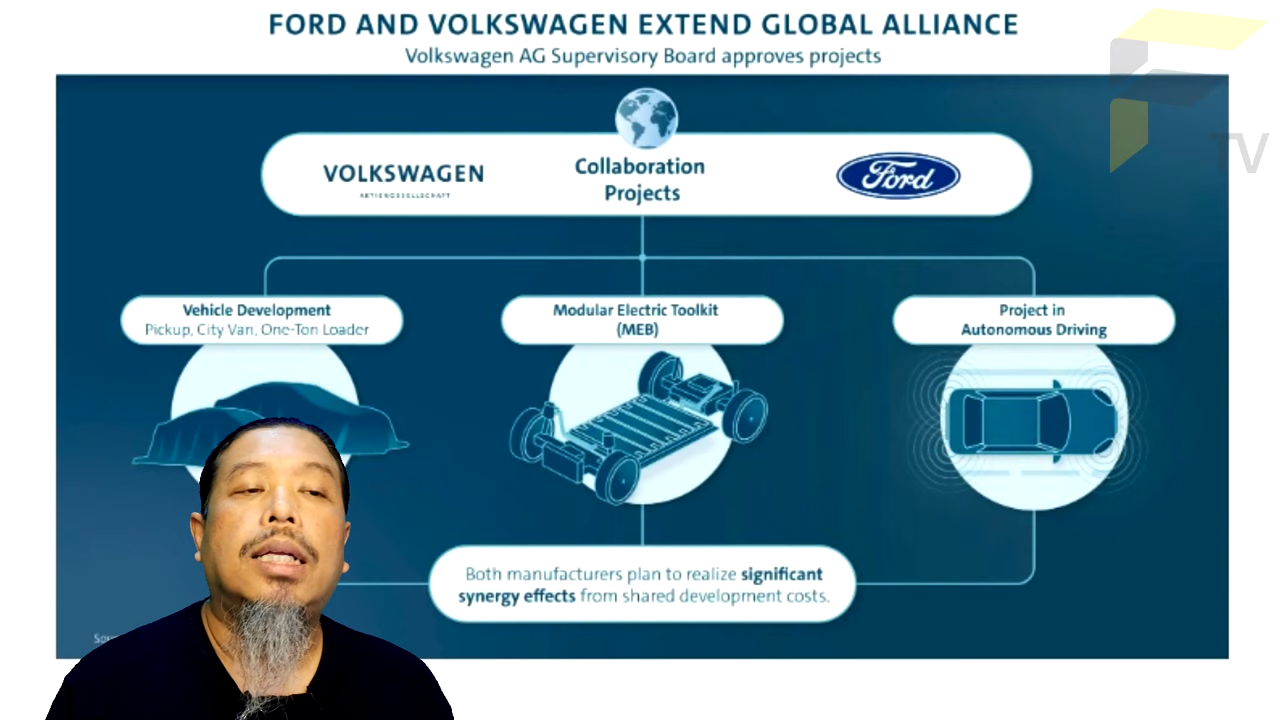 FORD AND VOLKSWAGEN EXTEND GLOBAL ALLIANCE
Volkswagen AG Supervisory Board approves projects
TV
VOLKSWAGEN
AKTIENGESELLSCHAFT
Collaboration
Projects
Ford
Vehicle Development
Pickup, City Van, One-Ton Loader
Modular Electric Toolkit
(MEB)
Project in
Autonomous Driving
Both manufacturers plan to realize significant
synergy effects from shared development costs.